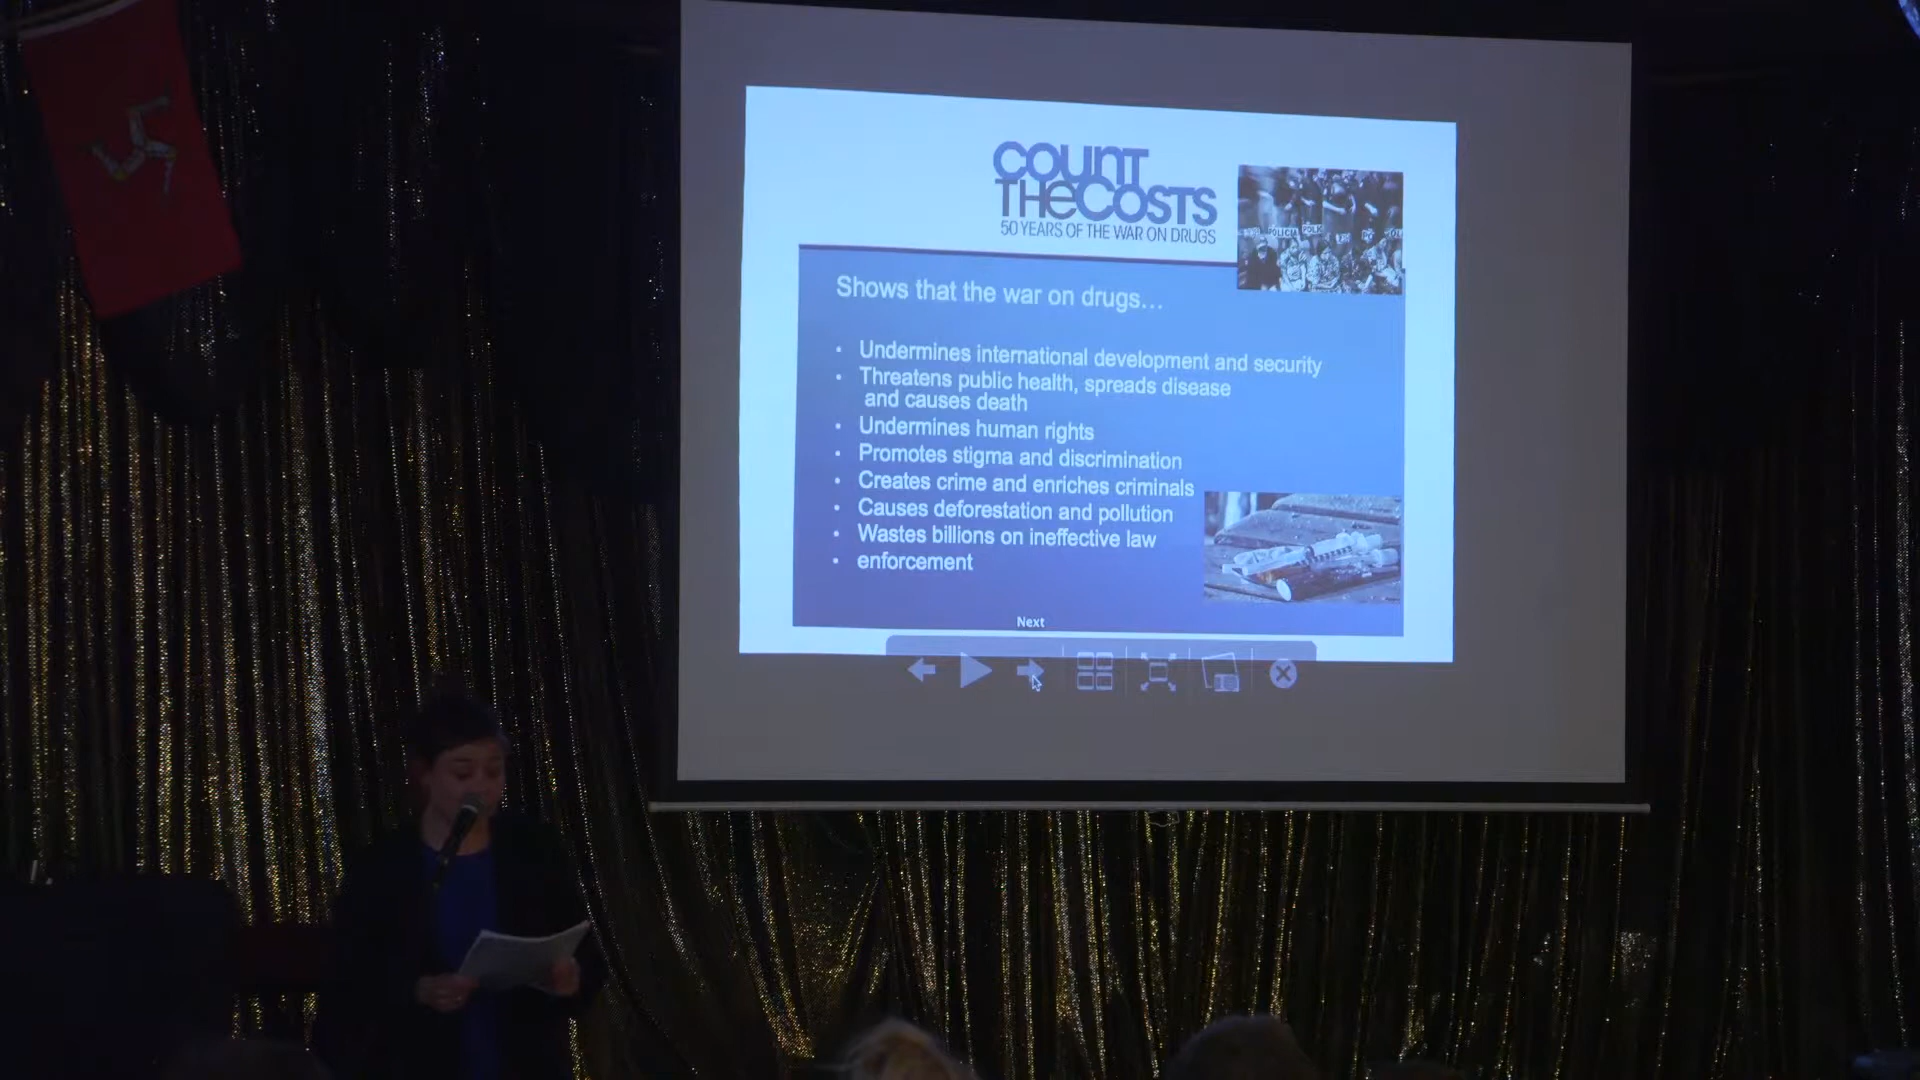 COUNT
THE COSTS
50 YEARS OF THE WAR ON DRUGS
POLICIA
Shows that the war on drugs...
• Undermines international development and security
• Threatens public health, spreads disease
and causes death
• Undermines human rights
• Promotes stigma and discrimination
• Creates crime and enriches criminals
• Causes deforestation and pollution
• Wastes billions on ineffective law
• enforcement
Next